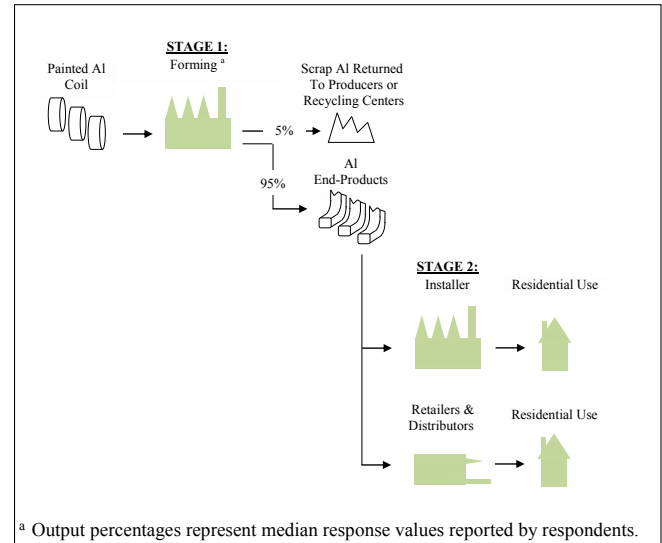 STAGE 1:
Forming ᵃ
Painted Al
Coil
Scrap Al Returned
To Producers or
Recycling Centers
5%
95%
Al
End-Products
STAGE 2:
Installer
Residential Use
Retailers &
Distributors
Residential Use
ᵃ Output percentages represent median response values reported by respondents.